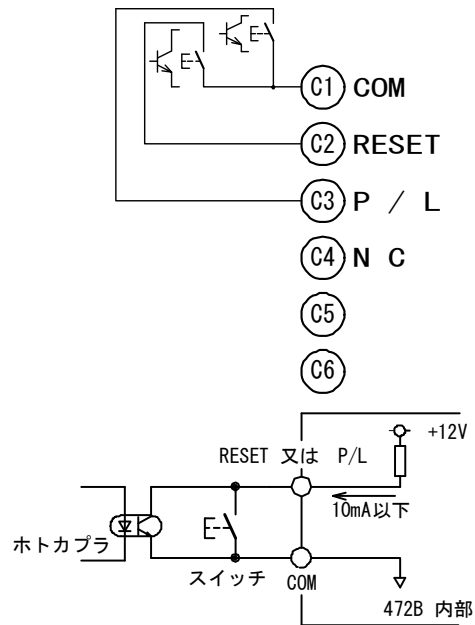 C1 COM
C2 RESET
C3 P / L
C4 N C
C5
C6
+12V
RESET 又は P/L
10mA以下
ホトカプラ
スイッチ COM
472B 内部